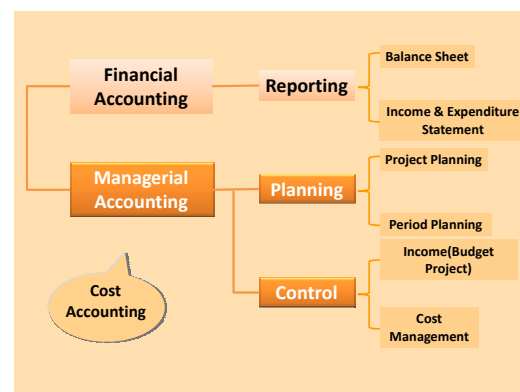 Financial
Accounting
Reporting
Balance Sheet
Income & Expenditure
Statement
Managerial
Accounting
Planning
Project Planning
Period Planning
Control
Income(Budget
Project)
Cost
Management
Cost
Accounting